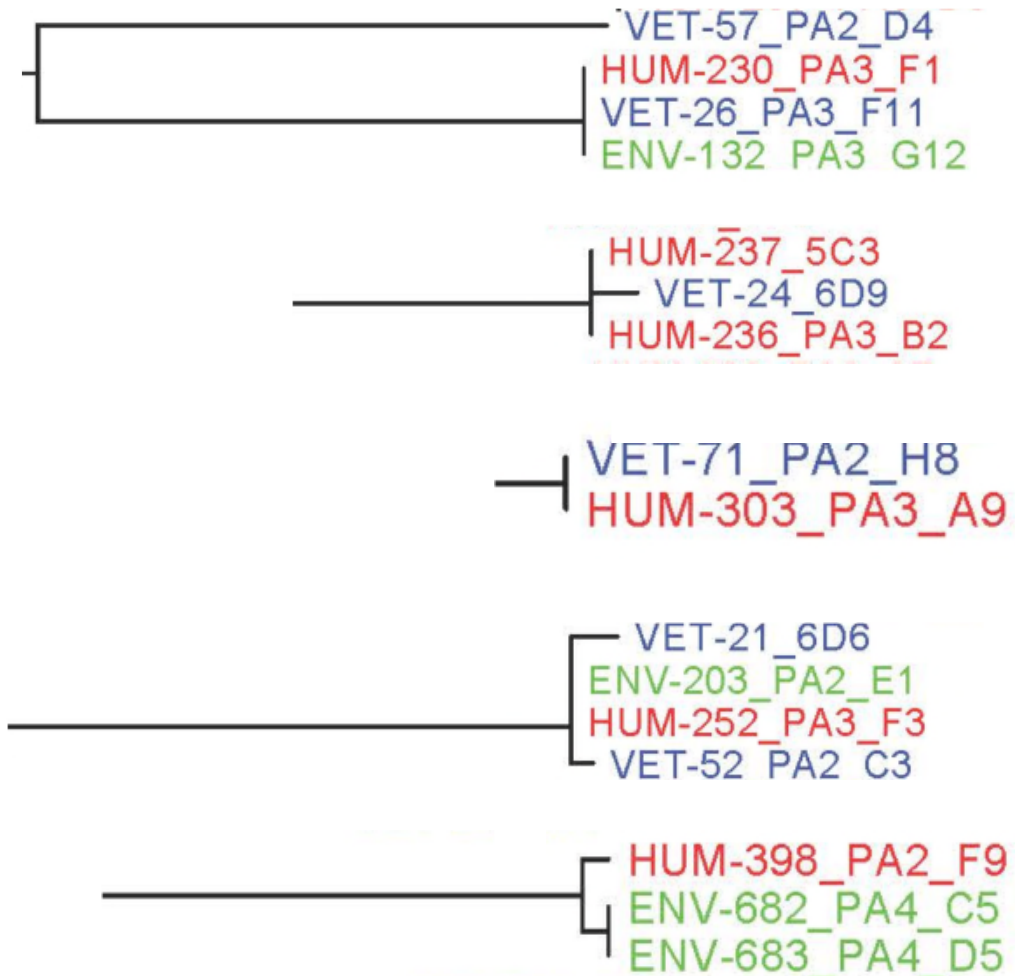 VET-57_PA2_D4
HUM-230_PA3_F1
VET-26_PA3_F11
ENV-132_PA3_G12
HUM-237_5C3
VET-24_6D9
HUM-236_PA3_B2
VET-71_PA2_H8
HUM-303_PA3_A9
VET-21_6D6
ENV-203_PA2_E1
HUM-252_PA3_F3
VET-52_PA2_C3
HUM-398_PA2_F9
ENV-682_PA4_C5
ENV-683_PA4_D5